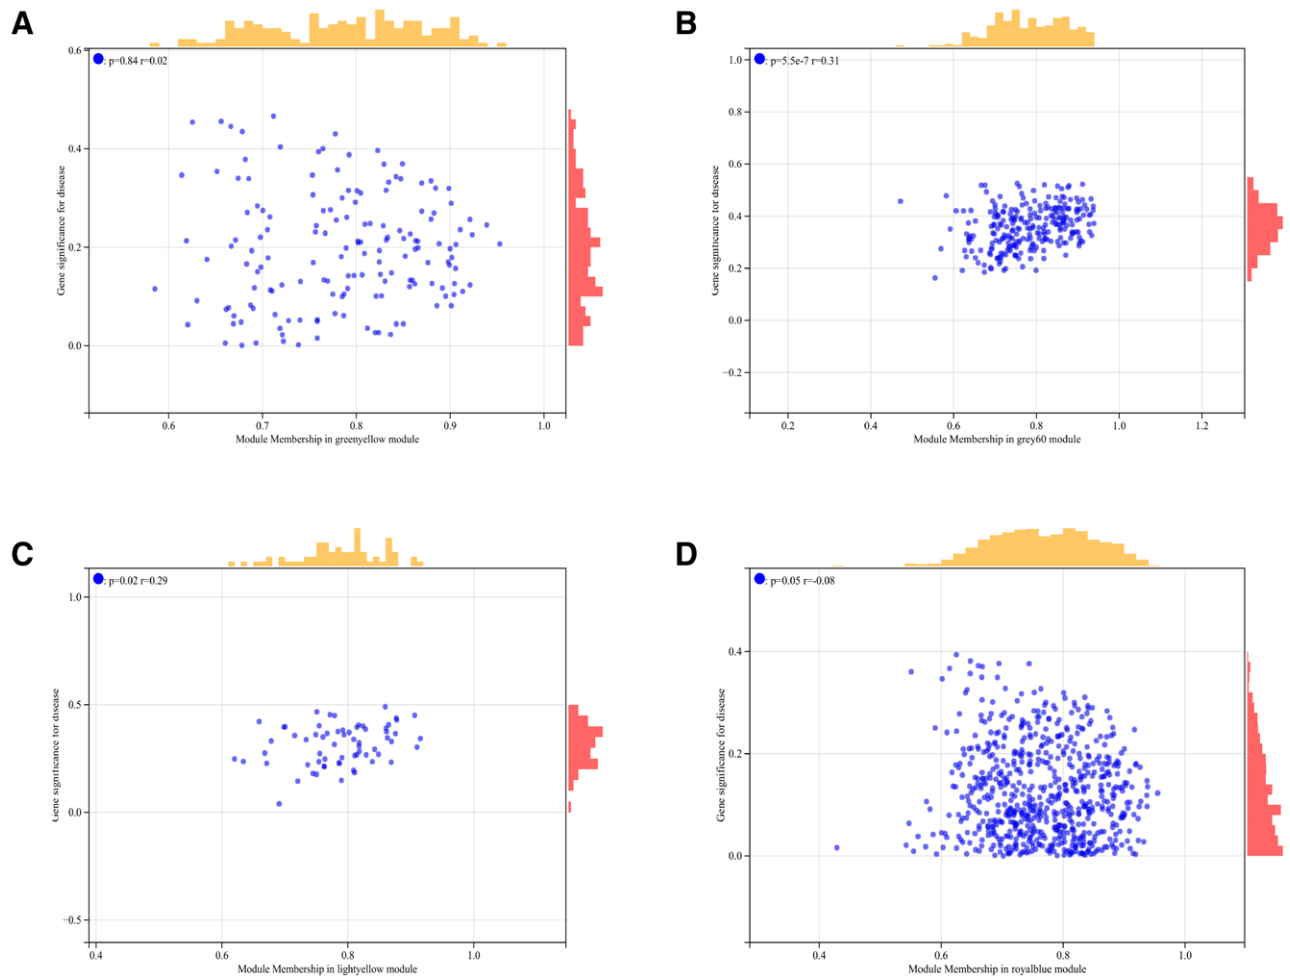 A
B
0.6
: p=0.84 r=0.02
0.4
0.2
0.0
Gene significance for disease
0.6
0.7
0.8
0.9
1.0
Module Membership in greenyellow module
1.0
: p=5.5e-7 r=0.31
0.8
0.6
0.4
0.2
0.0
−0.2
Gene significance for disease
0.2
0.4
0.6
0.8
1.0
1.2
Module Membership in grey60 module
C
D
: p=0.02 r=0.29
1.0
0.5
0.0
−0.5
Gene significance for disease
0.4
0.6
0.8
1.0
Module Membership in lightyellow module
: p=0.05 r=-0.08
0.4
0.2
0.0
Gene significance for disease
0.4
0.6
0.8
1.0
Module Membership in royalblue module